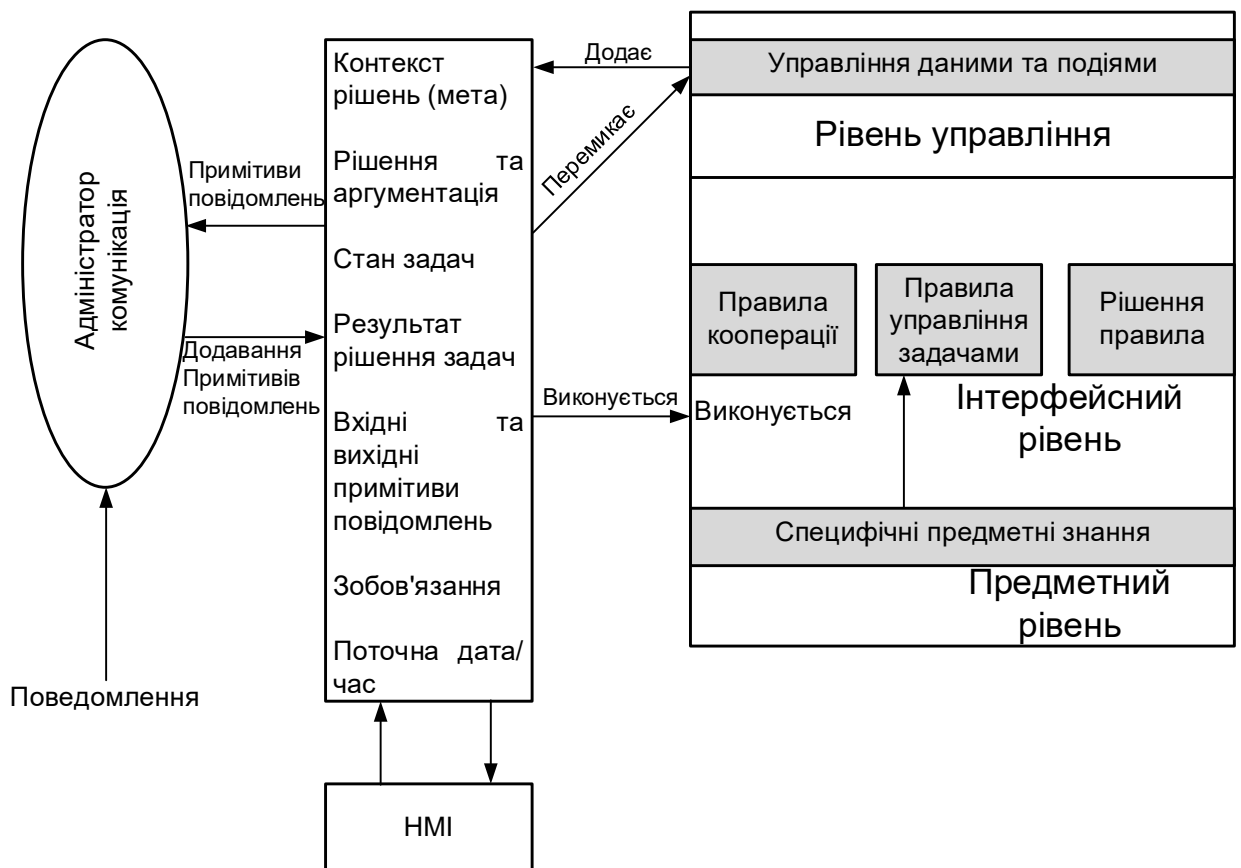 Адміністратор
комунікація
Примітиви
повідомлень
Додавання
Примітивів
повідомлень
Поведомлення
Контекст
рішень (мета)
Рішення та
аргументація
Стан задач
Результат
рішення задач
Вхідні та
вихідні
примітиви
повідомлень
Зобов'язання
Поточна дата/
час
HMI
Додає
Перемикає
Виконується
Управління даними та подіями
Рівень управління
Правила
кооперації
Правила
управління
задачами
Рішення
правила
Виконується
Інтерфейсний
рівень
Специфічні предметні знання
Предметний
рівень